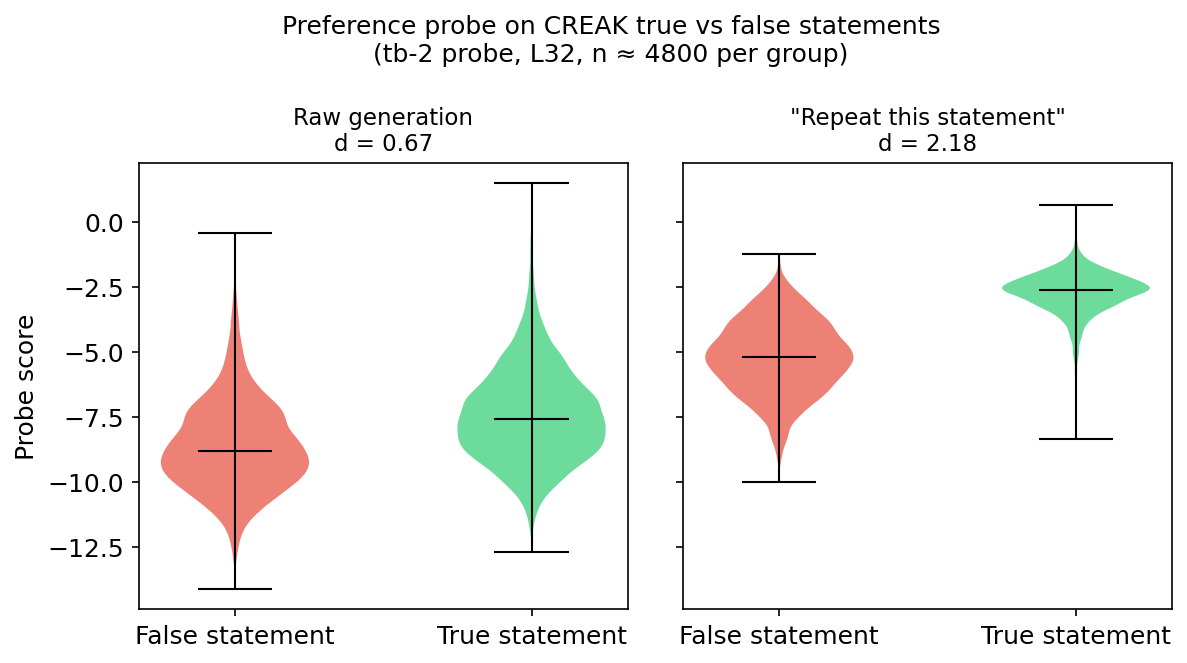 Preference probe on CREAK true vs false statements
(tb-2 probe, L32, n ≈ 4800 per group)
Raw generation
d = 0.67
"Repeat this statement"
d = 2.18
Probe score
0.0
−2.5
−5.0
−7.5
−10.0
−12.5
False statement
True statement
False statement
True statement